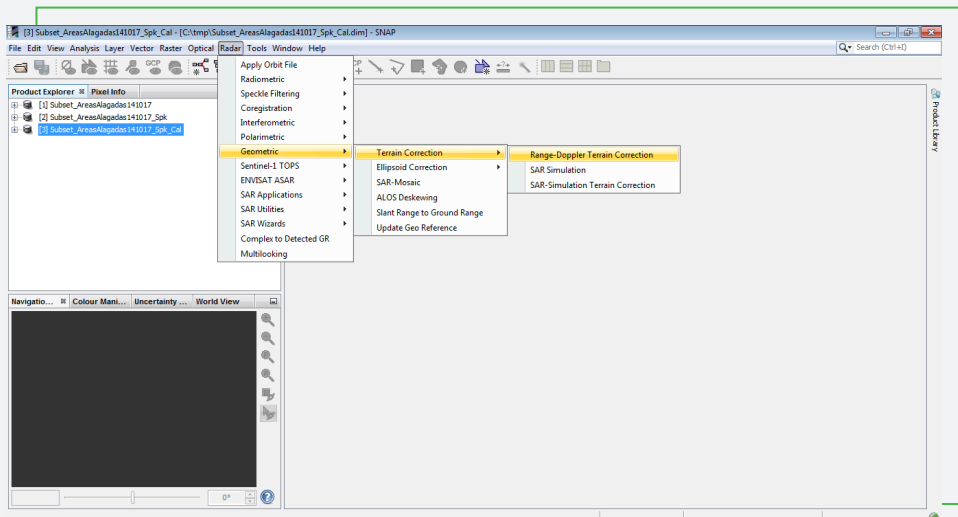 [3] Subset_AreasAlagadas141017_Spk_Cal - [C:\tmp\Subset_AreasAlagadas141017_Spk_Cal.dim] - SNAP
File Edit View Analysis Layer Vector Raster Optical Radar Tools Window Help
Search (Ctrl+I)
GCP
Product Explorer Pixel Info
[1] Subset_AreasAlagadas141017
[2] Subset_AreasAlagadas141017_Spk
[3] Subset_AreasAlagadas141017_Spk_Cal
Apply Orbit File
Radiometric
Speckle Filtering
Coregistration
Interferometric
Polarimetric
Geometric
Sentinel-1 TOPS
ENVISAT ASAR
SAR Applications
SAR Utilities
SAR Wizards
Complex to Detected GR
Multilooking
Terrain Correction
Ellipsoid Correction
SAR-Mosaic
ALOS Deskewing
Slant Range to Ground Range
Update Geo Reference
Range-Doppler Terrain Correction
SAR Simulation
SAR-Simulation Terrain Correction
Product Library
Navigatio... Colour Mani... Uncertainty ... World View
0°